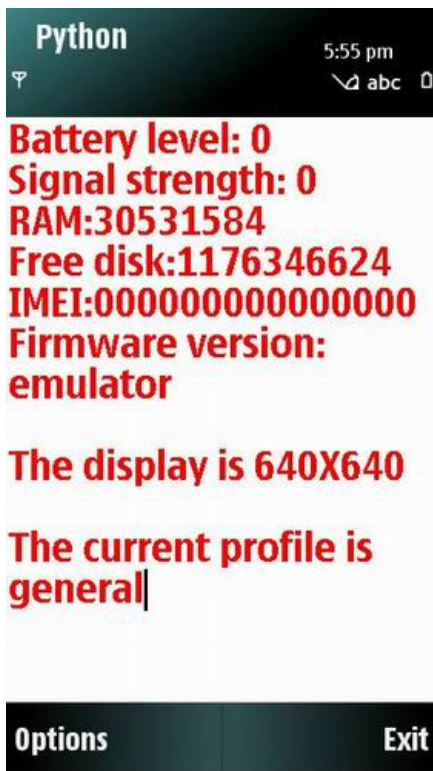 Python
5:55 pm
abc
Battery level: 0
Signal strength: 0
RAM:30531584
Free disk:1176346624
IMEI:000000000000000
Firmware version:
emulator
The display is 640X640
The current profile is
general
Options
Exit